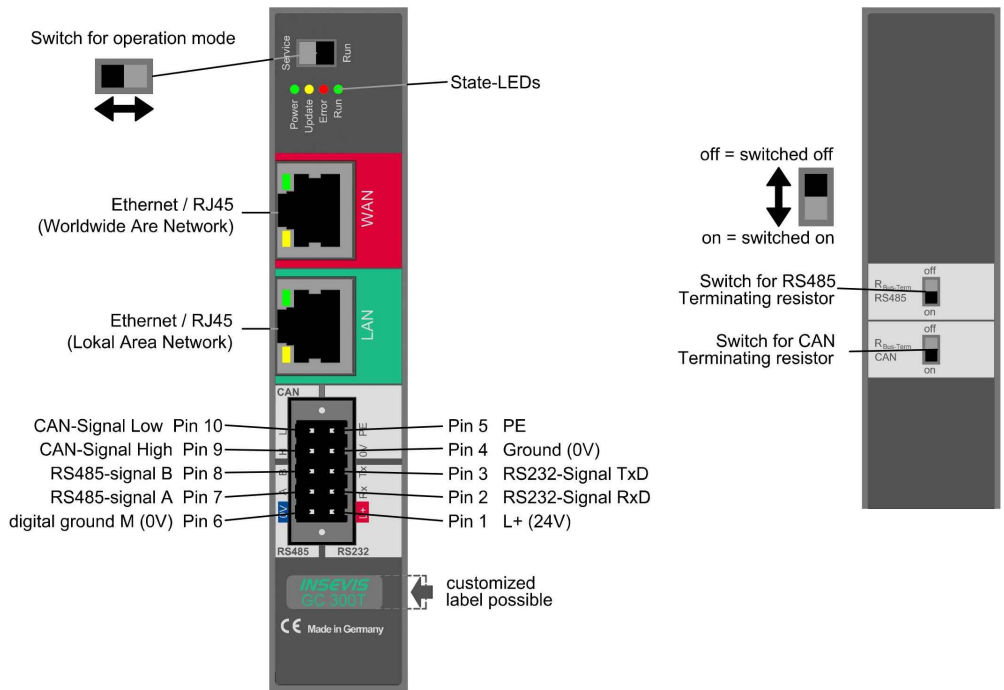 Switch for operation mode
Service
Run
State-LEDs
Power
Update
Error
Run
Ethernet / RJ45
(Worldwide Are Network)
WAN
Ethernet / RJ45
(Lokal Area Network)
LAN
CAN
CAN-Signal Low Pin 10
L
PE
Pin 5 PE
CAN-Signal High Pin 9
H
0V
Pin 4 Ground (0V)
RS485-signal B Pin 8
B
Tx
Pin 3 RS232-Signal TxD
RS485-signal A Pin 7
A
Rx
Pin 2 RS232-Signal RxD
digital ground M (0V) Pin 6
0V
L+
Pin 1 L+ (24V)
RS485 RS232
INSEVIS
GC 300T
customized
label possible
CE Made in Germany
off = switched off
on = switched on
Switch for RS485
Terminating resistor
off
RBus-Term
RS485
on
Switch for CAN
Terminating resistor
off
RBus-Term
CAN
on